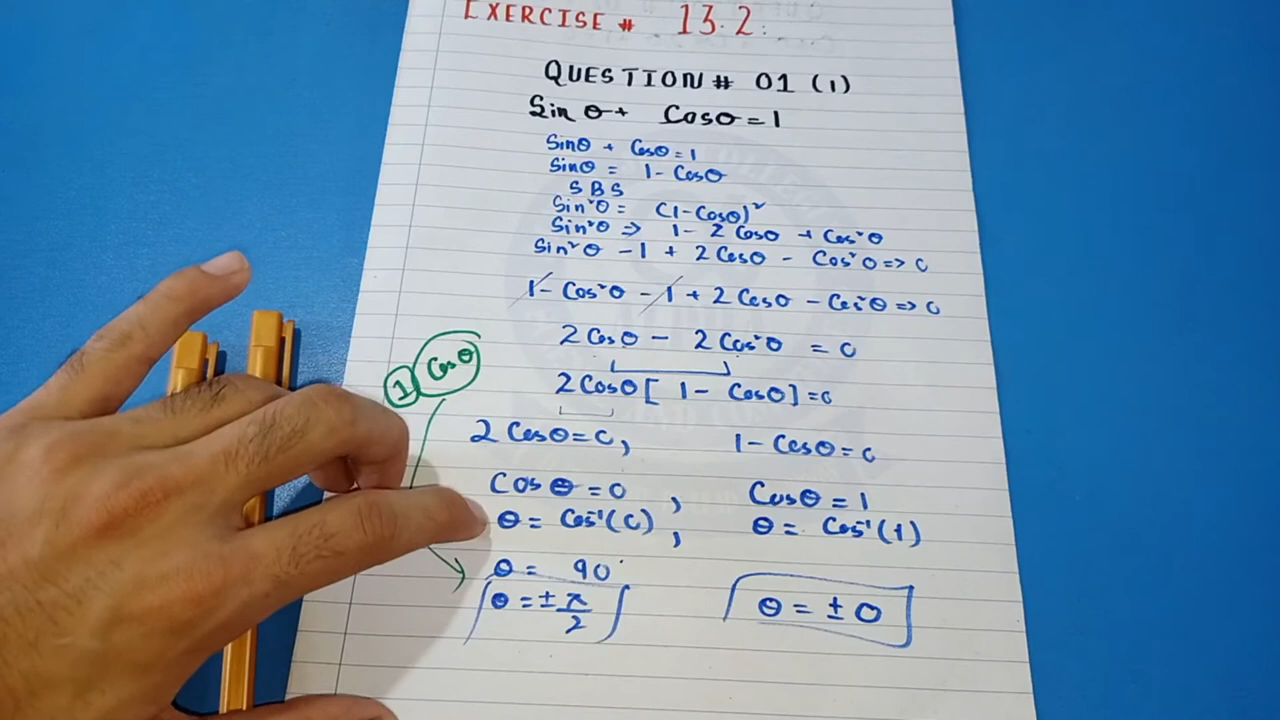 EXERCISE # 13.2:
QUESTION # 01 (1)
Sin θ + Cosθ = 1
Sinθ + Cosθ = 1
Sinθ = 1 - Cosθ
SBS
Sin²θ = (1-Cosθ)²
Sin²θ ⇒ 1 - 2 Cosθ + Cos²θ
Sin²θ - 1 + 2 Cosθ - Cos²θ ⇒ 0
1 - Cos²θ - 1 + 2 Cosθ - Cos²θ ⇒ 0
2 Cosθ - 2 Cos²θ = 0
1 Cosθ
2 Cosθ [ 1 - Cosθ ] = 0
2 Cosθ = 0, 1 - Cosθ = 0
Cosθ = 0 , Cosθ = 1
θ = Cos⁻¹(0), θ = Cos⁻¹(1)
θ = 90°
θ = ± π/2 θ = ± 0